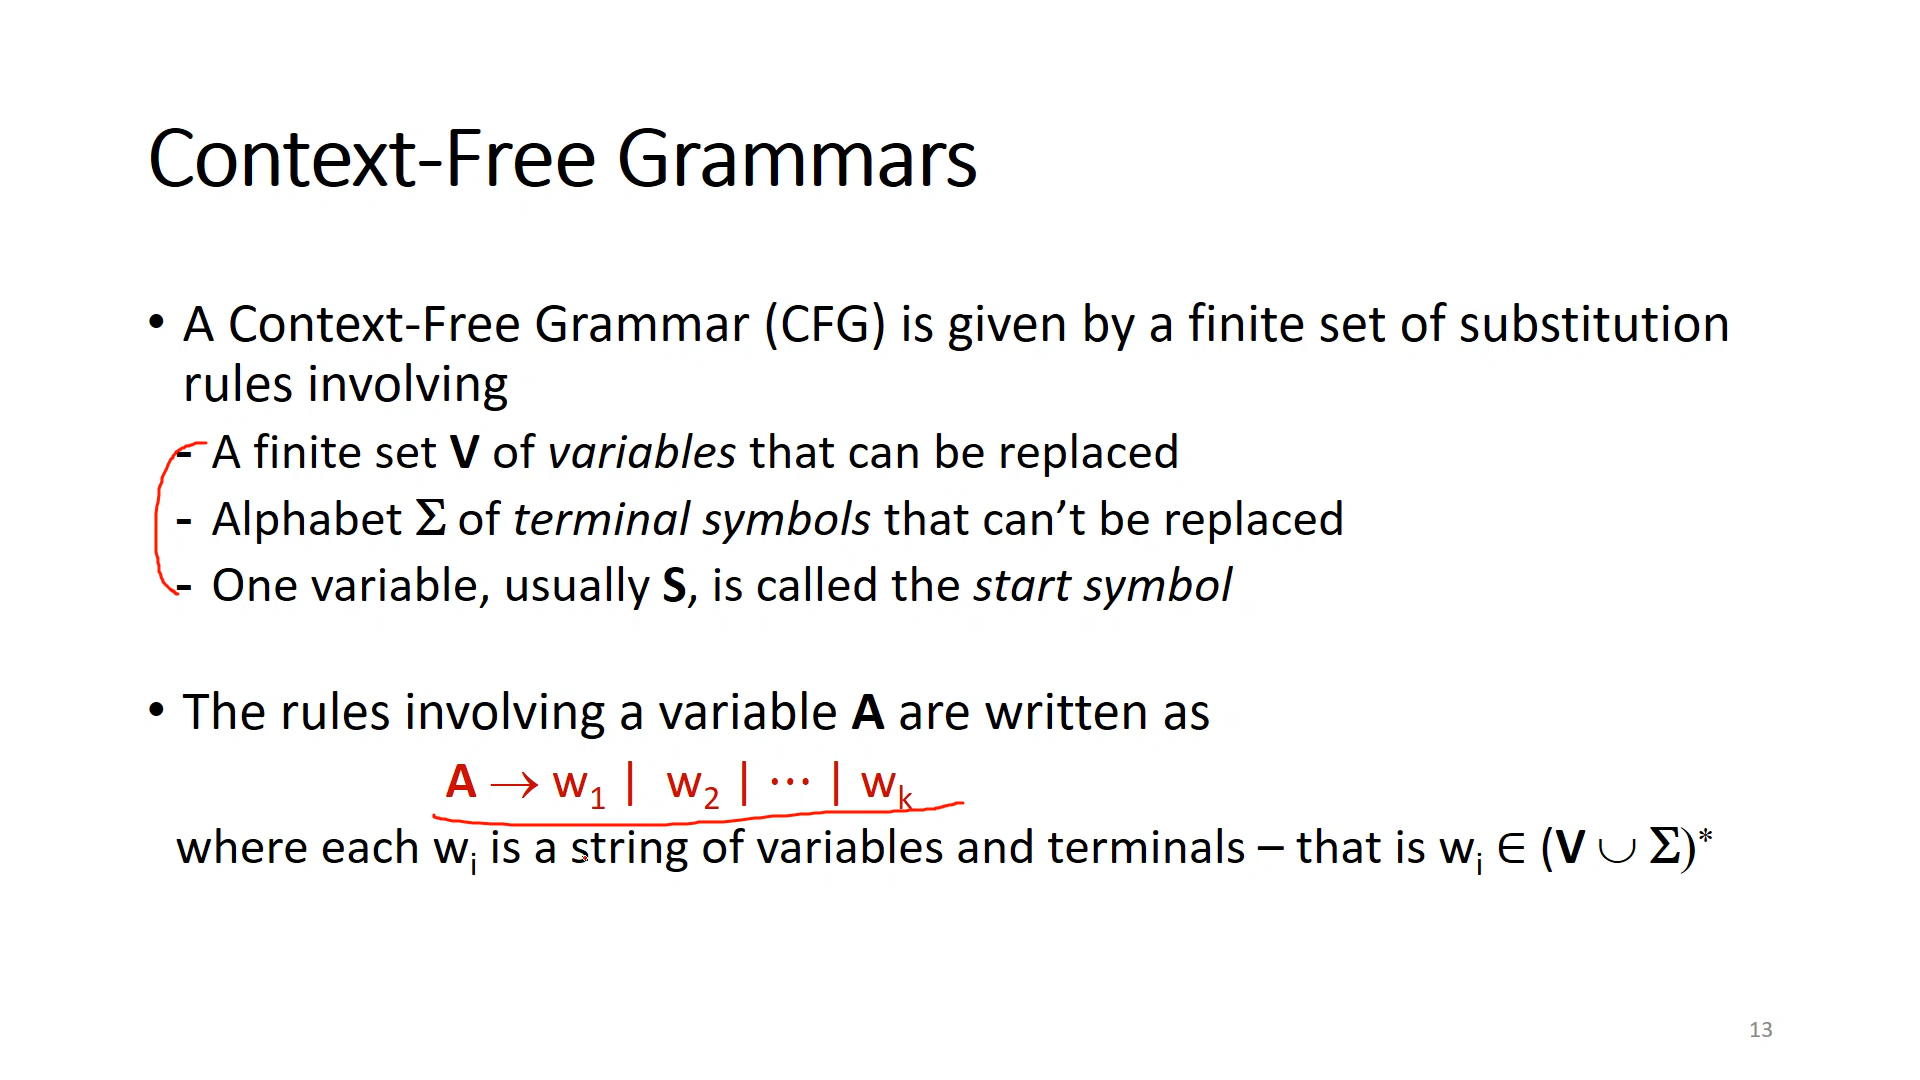 Context-Free Grammars
• A Context-Free Grammar (CFG) is given by a finite set of substitution
rules involving
- A finite set V of variables that can be replaced
- Alphabet Σ of terminal symbols that can’t be replaced
- One variable, usually S, is called the start symbol
• The rules involving a variable A are written as
A → w₁ | w₂ | ⋯ | wₖ
where each wᵢ is a string of variables and terminals – that is wᵢ ∈ (V ∪ Σ)*
13